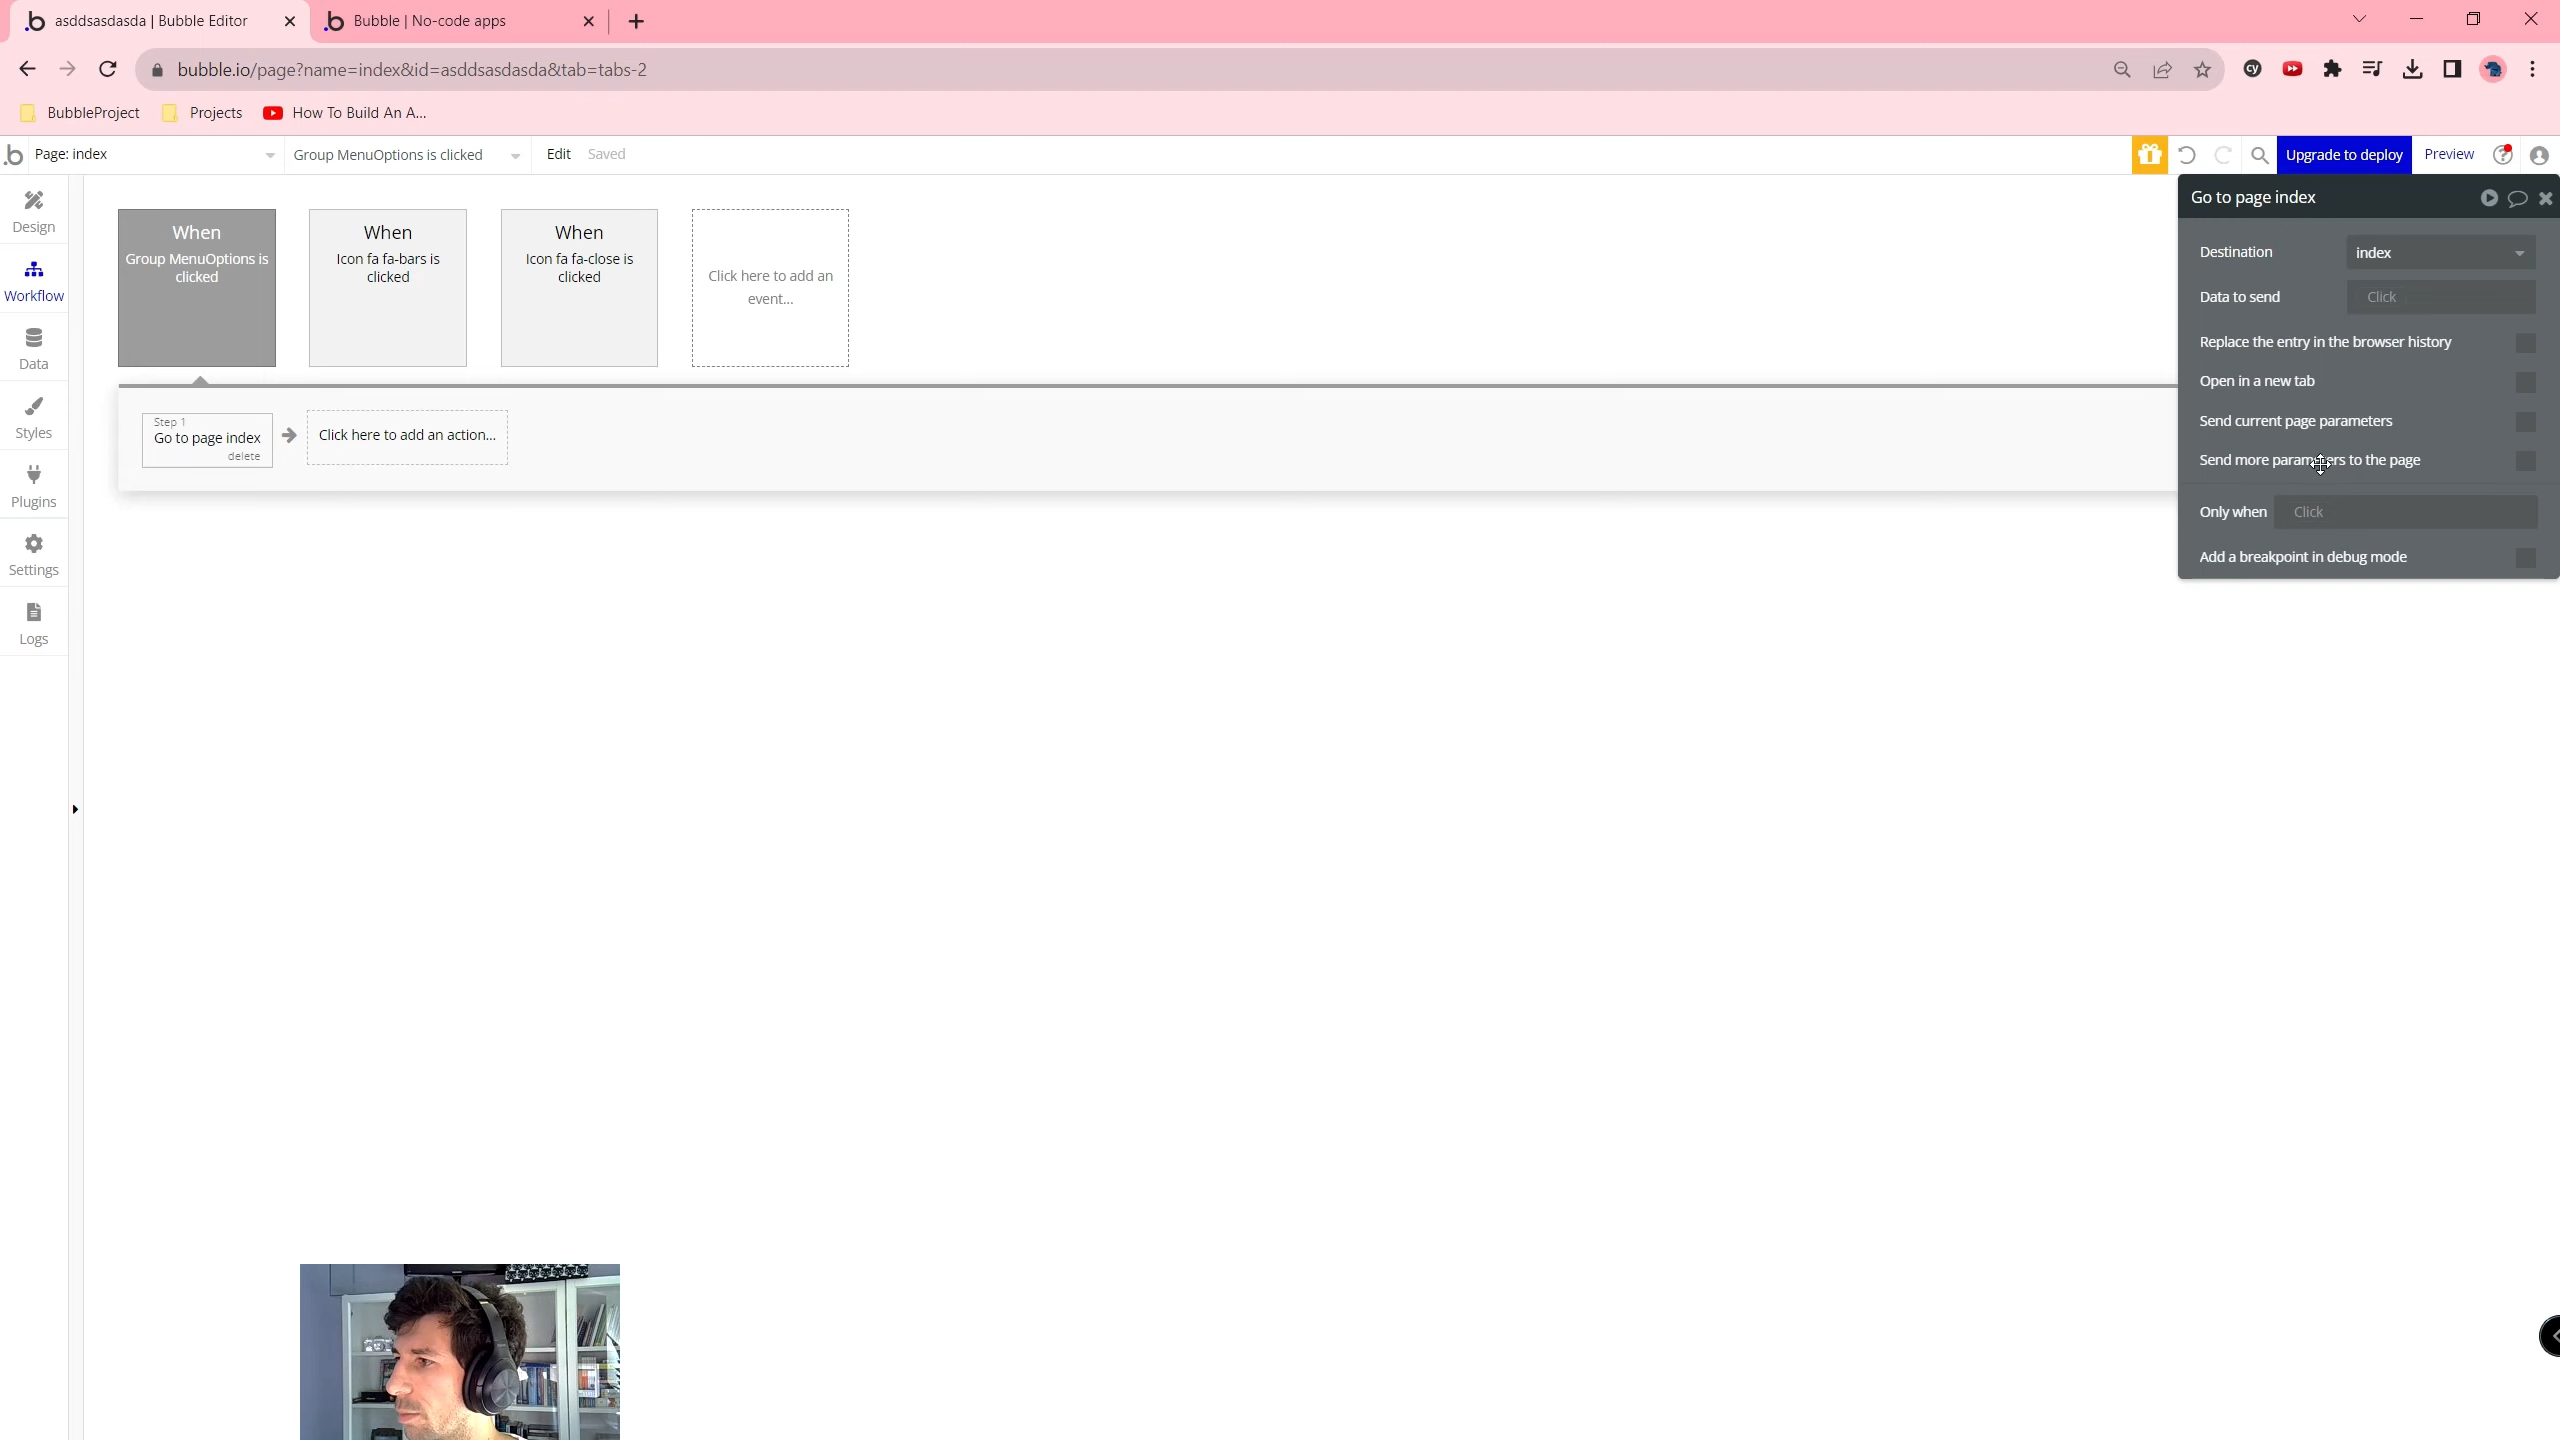 asddsasdasda | Bubble Editor
Bubble | No-code apps
bubble.io/page?name=index&id=asddsasdasda&tab=tabs-2
cy
BubbleProject
Projects
How To Build An A...
Page: index
Group MenuOptions is clicked
Edit
Saved
Upgrade to deploy
Preview
Design
Workflow
Data
Styles
Plugins
Settings
Logs
When
Group MenuOptions is
clicked
When
Icon fa fa-bars is
clicked
When
Icon fa fa-close is
clicked
Click here to add an
event...
Step 1
Go to page index
delete
Click here to add an action...
Go to page index
Destination
index
Data to send
Click
Replace the entry in the browser history
Open in a new tab
Send current page parameters
Send more parameters to the page
Only when
Click
Add a breakpoint in debug mode